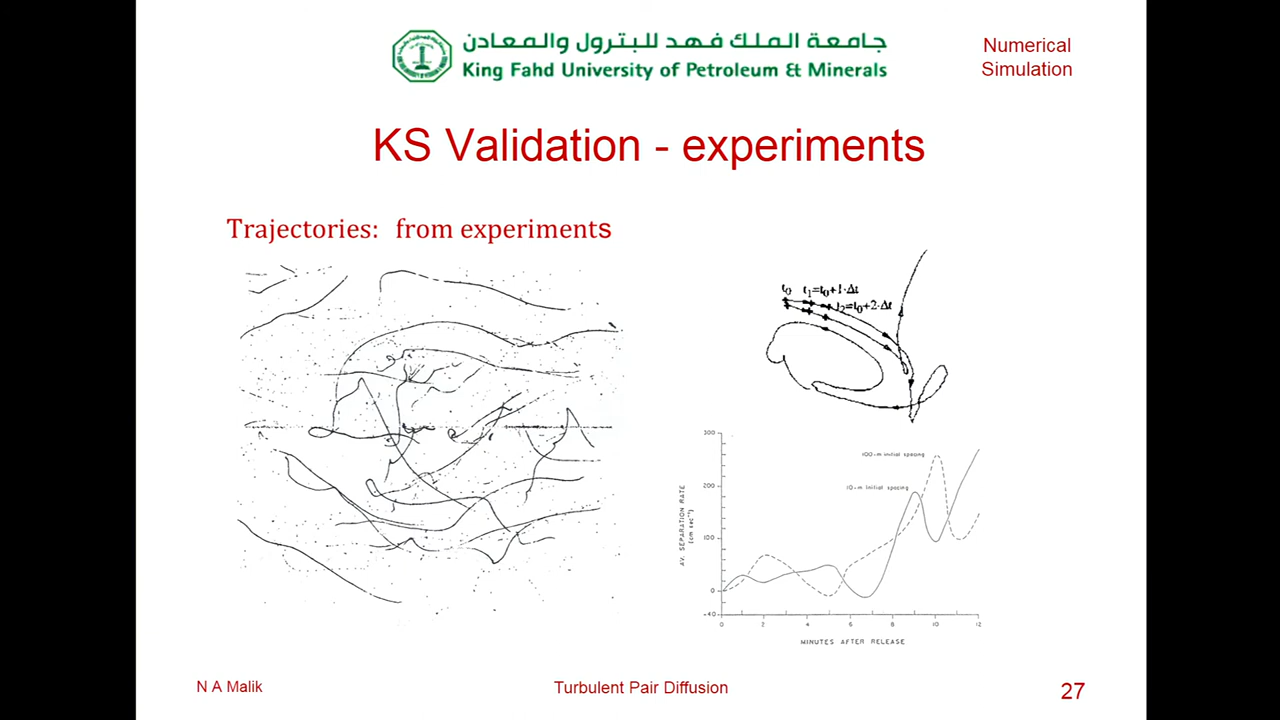 جامعة الملك فهد للبترول والمعادن
King Fahd University of Petroleum & Minerals
Numerical
Simulation
KS Validation - experiments
Trajectories: from experiments
t₀ t₁=t₀+1·Δt
t₂=t₀+2·Δt
300
200
100
0
-40
AV. SEPARATION RATE
(cm sec⁻¹)
100-m initial spacing
10-m initial spacing
0 2 4 6 8 10 12
MINUTES AFTER RELEASE
N A Malik
Turbulent Pair Diffusion
27